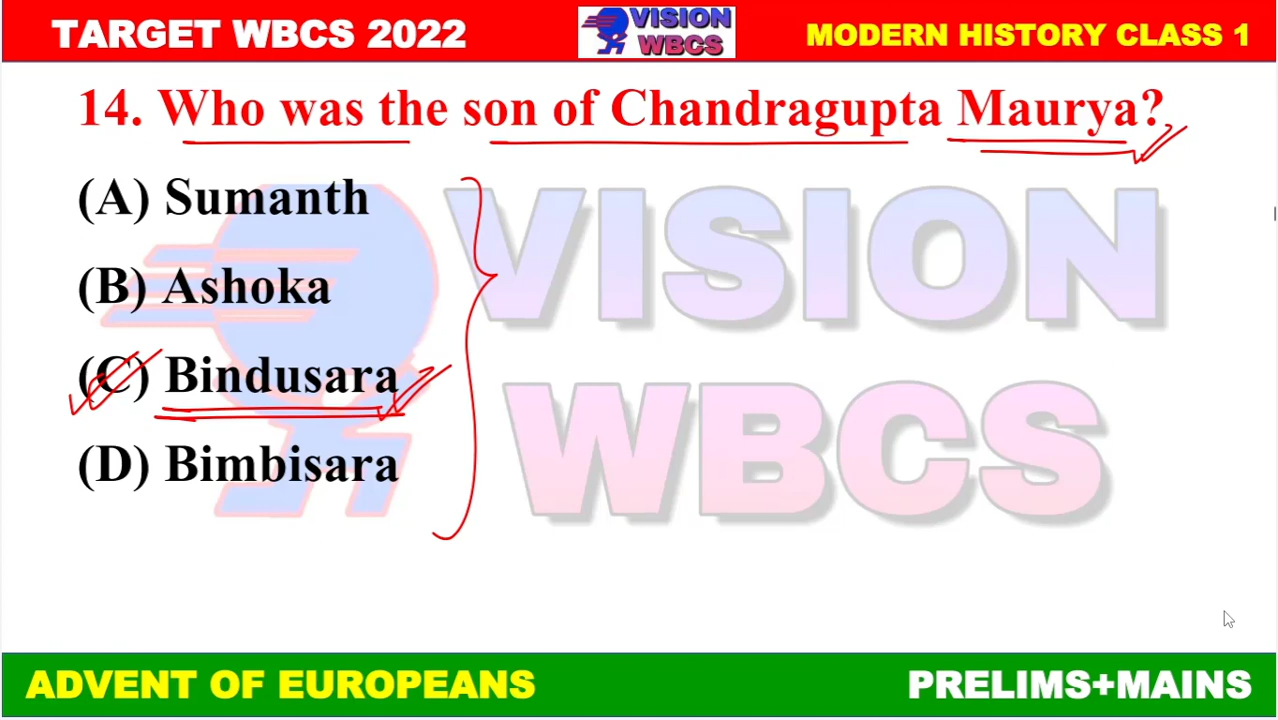 TARGET WBCS 2022
VISION
WBCS
MODERN HISTORY CLASS 1
14. Who was the son of Chandragupta Maurya?
(A) Sumanth
(B) Ashoka
(C) Bindusara
(D) Bimbisara
VISION
WBCS
ADVENT OF EUROPEANS
PRELIMS+MAINS